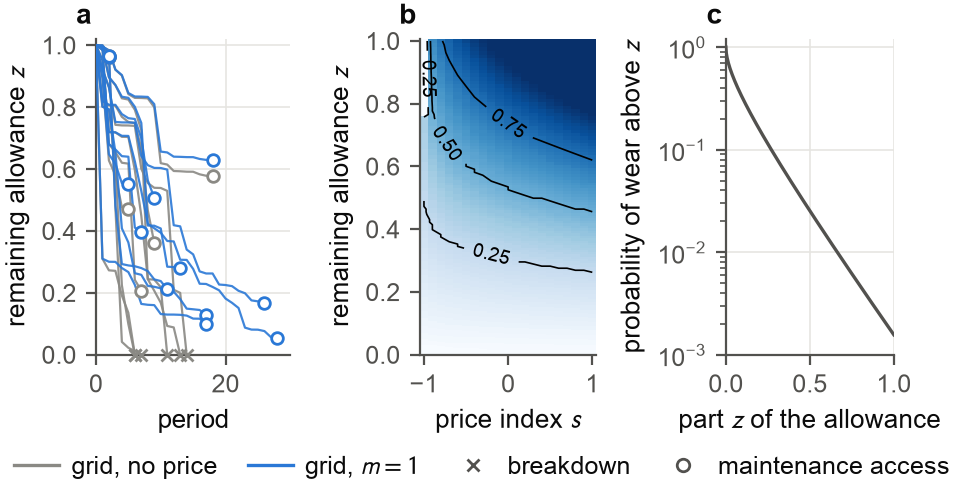 a
b
c
remaining allowance z
1.0
0.8
0.6
0.4
0.2
0.0
0
20
period
remaining allowance z
1.0
0.8
0.6
0.4
0.2
0.0
0.25
0.50
0.75
0.25
−1
0
1
price index s
probability of wear above z
10⁰
10⁻¹
10⁻²
10⁻³
0.0
0.5
1.0
part z of the allowance
grid, no price
grid, m = 1
breakdown
maintenance access